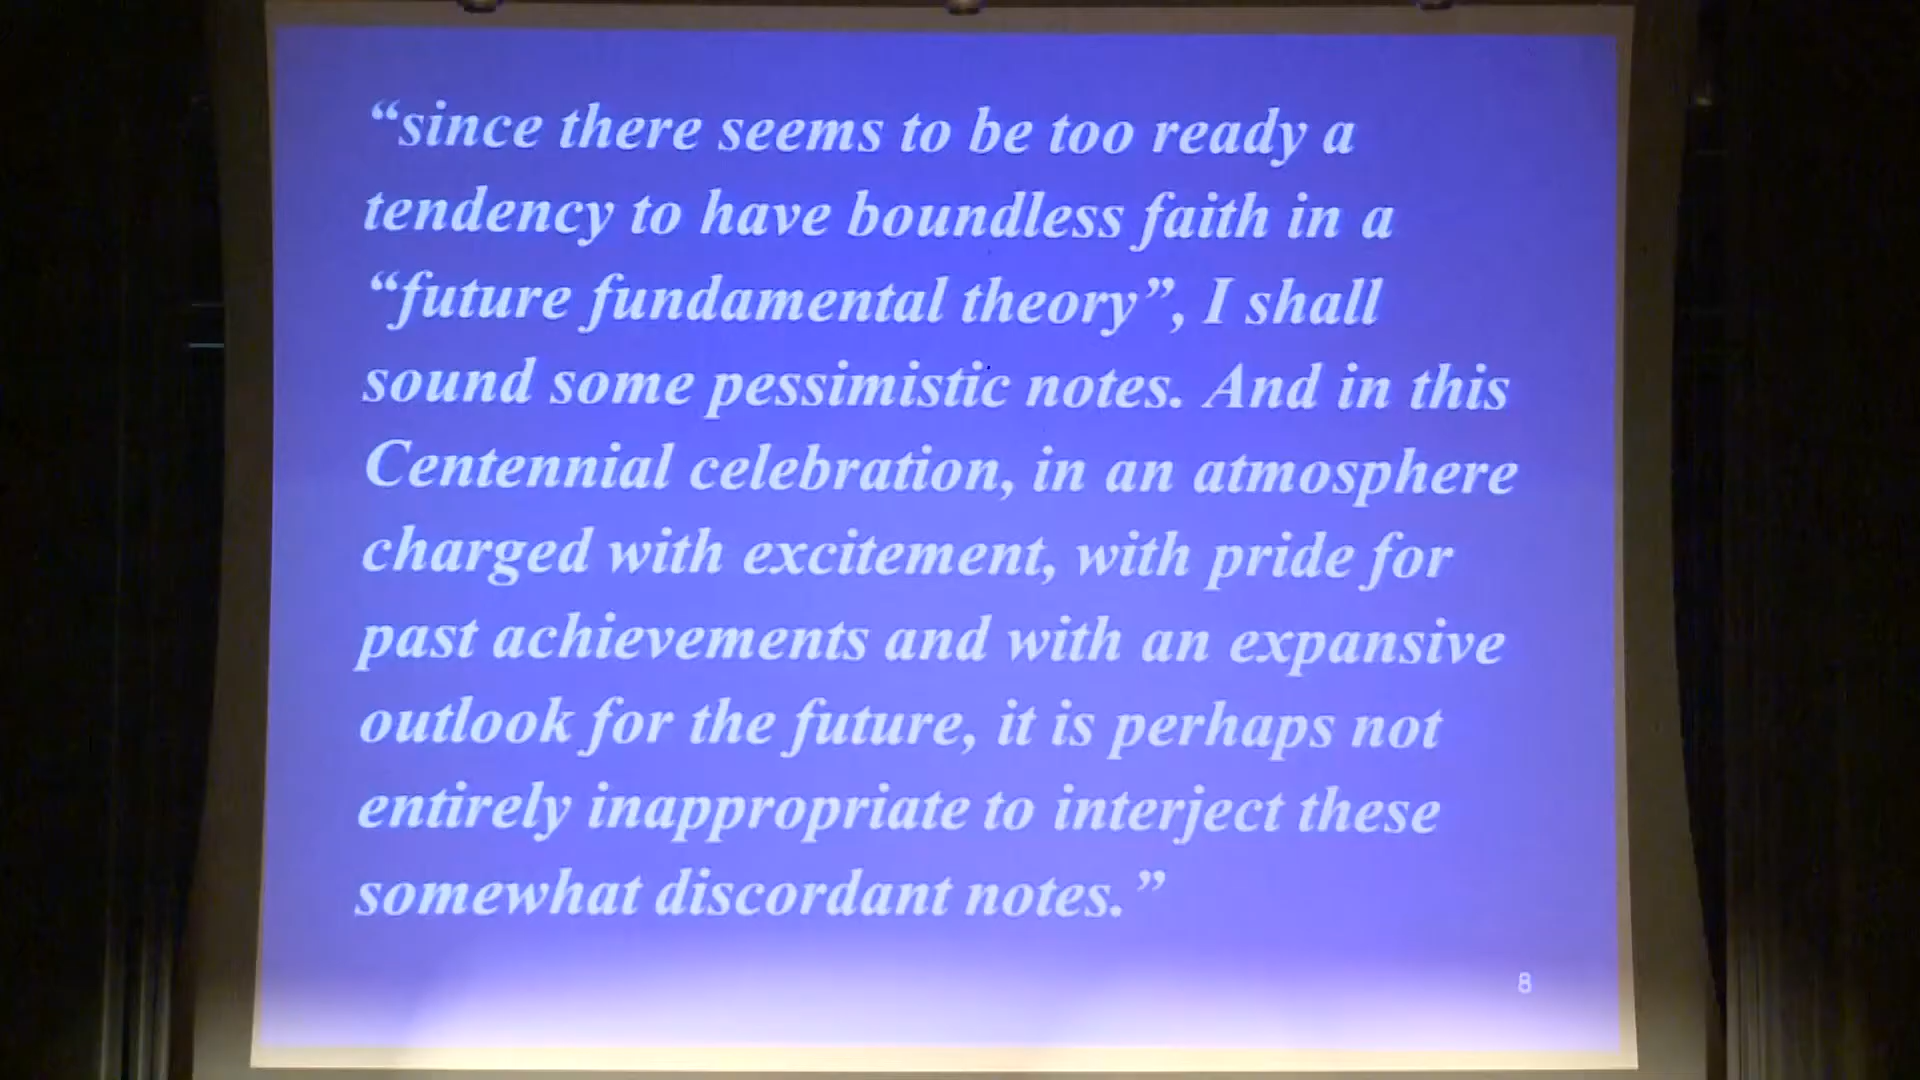 “since there seems to be too ready a
tendency to have boundless faith in a
“future fundamental theory”, I shall
sound some pessimistic notes. And in this
Centennial celebration, in an atmosphere
charged with excitement, with pride for
past achievements and with an expansive
outlook for the future, it is perhaps not
entirely inappropriate to interject these
somewhat discordant notes.”
8